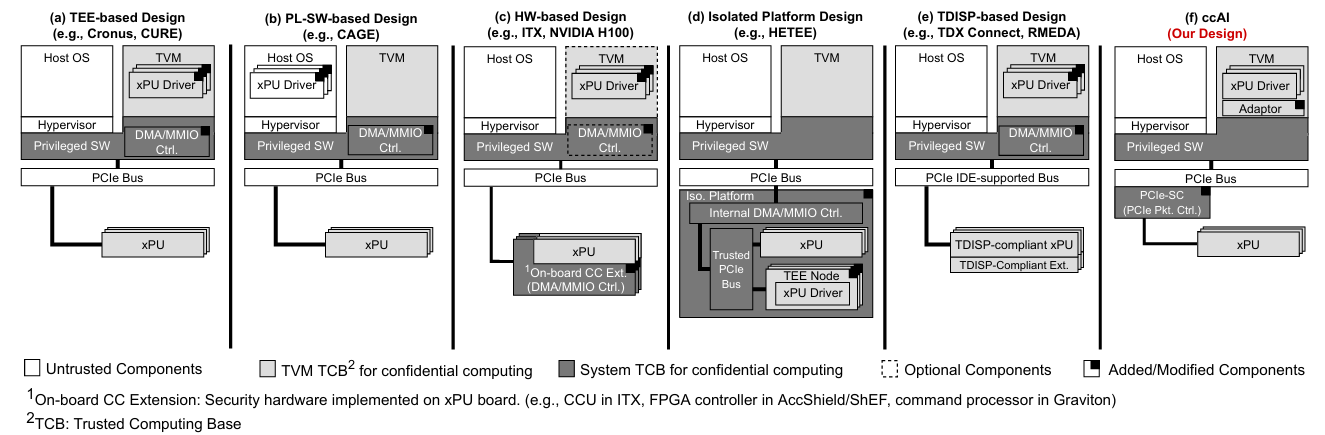 (a) TEE-based Design
(e.g., Cronus, CURE)
Host OS
TVM
xPU Driver
Hypervisor
Privileged SW
DMA/MMIO
Ctrl.
PCIe Bus
xPU
(b) PL-SW-based Design
(e.g., CAGE)
Host OS
xPU Driver
TVM
Hypervisor
Privileged SW
DMA/MMIO
Ctrl.
PCIe Bus
xPU
(c) HW-based Design
(e.g., ITX, NVIDIA H100)
Host OS
TVM
xPU Driver
Hypervisor
Privileged SW
DMA/MMIO
Ctrl.
PCIe Bus
xPU
1On-board CC Ext.
(DMA/MMIO Ctrl.)
(d) Isolated Platform Design
(e.g., HETEE)
Host OS
TVM
Hypervisor
Privileged SW
PCIe Bus
Iso. Platform
Internal DMA/MMIO Ctrl.
Trusted
PCIe
Bus
xPU
TEE Node
xPU Driver
(e) TDISP-based Design
(e.g., TDX Connect, RMEDA)
Host OS
TVM
xPU Driver
Hypervisor
Privileged SW
DMA/MMIO
Ctrl.
PCIe IDE-supported Bus
TDISP-compliant xPU
TDISP-Compliant Ext.
(f) ccAI
(Our Design)
Host OS
TVM
xPU Driver
Adaptor
Hypervisor
Privileged SW
PCIe Bus
PCIe-SC
(PCIe Pkt. Ctrl.)
xPU
Untrusted Components
TVM TCB2 for confidential computing
System TCB for confidential computing
Optional Components
Added/Modified Components
1On-board CC Extension: Security hardware implemented on xPU board. (e.g., CCU in ITX, FPGA controller in AccShield/ShEF, command processor in Graviton)
2TCB: Trusted Computing Base